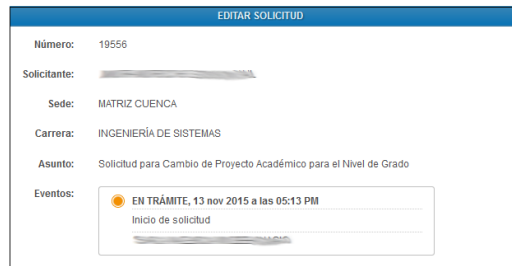 EDITAR SOLICITUD
Número: 19556
Solicitante:
Sede: MATRIZ CUENCA
Carrera: INGENIERÍA DE SISTEMAS
Asunto: Solicitud para Cambio de Proyecto Académico para el Nivel de Grado
Eventos:
EN TRÁMITE, 13 nov 2015 a las 05:13 PM
Inicio de solicitud